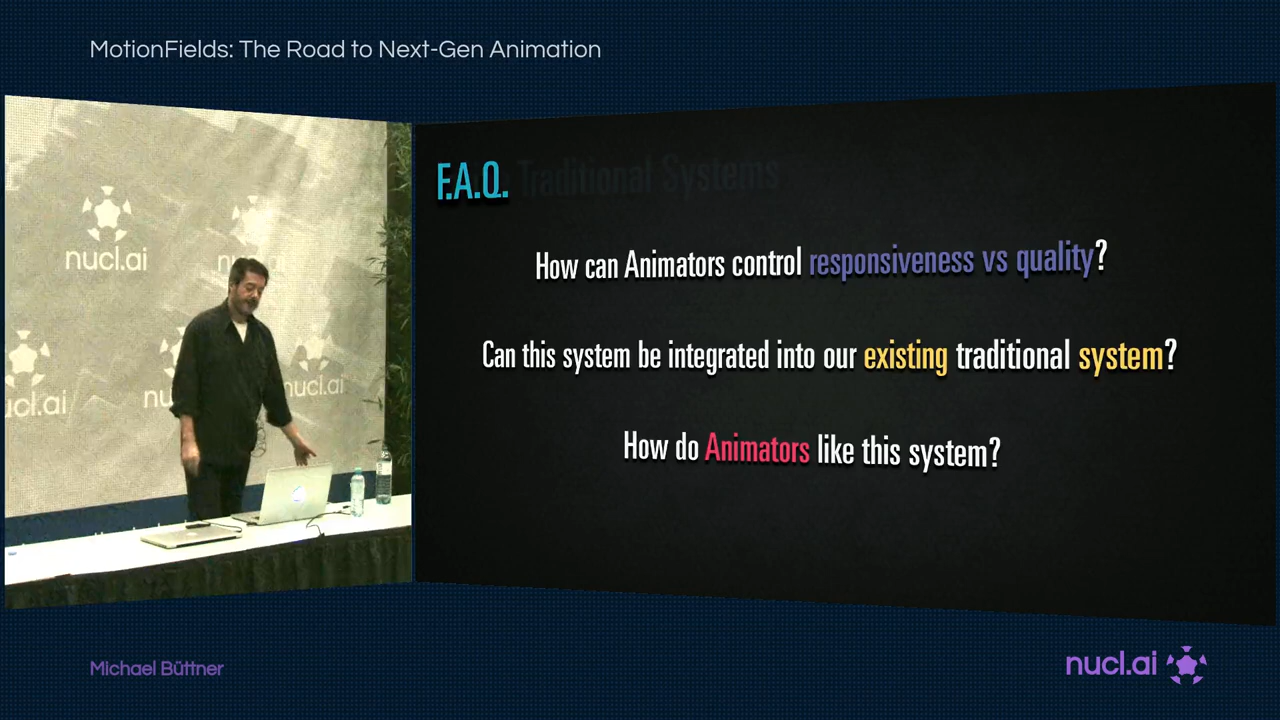 MotionFields: The Road to Next-Gen Animation
F.A.Q. Traditional Systems
How can Animators control responsiveness vs quality?
Can this system be integrated into our existing traditional system?
How do Animators like this system?
nucl.ai
nucl.ai
nucl.ai
nu
ucl.ai
Michael Büttner
nucl.ai